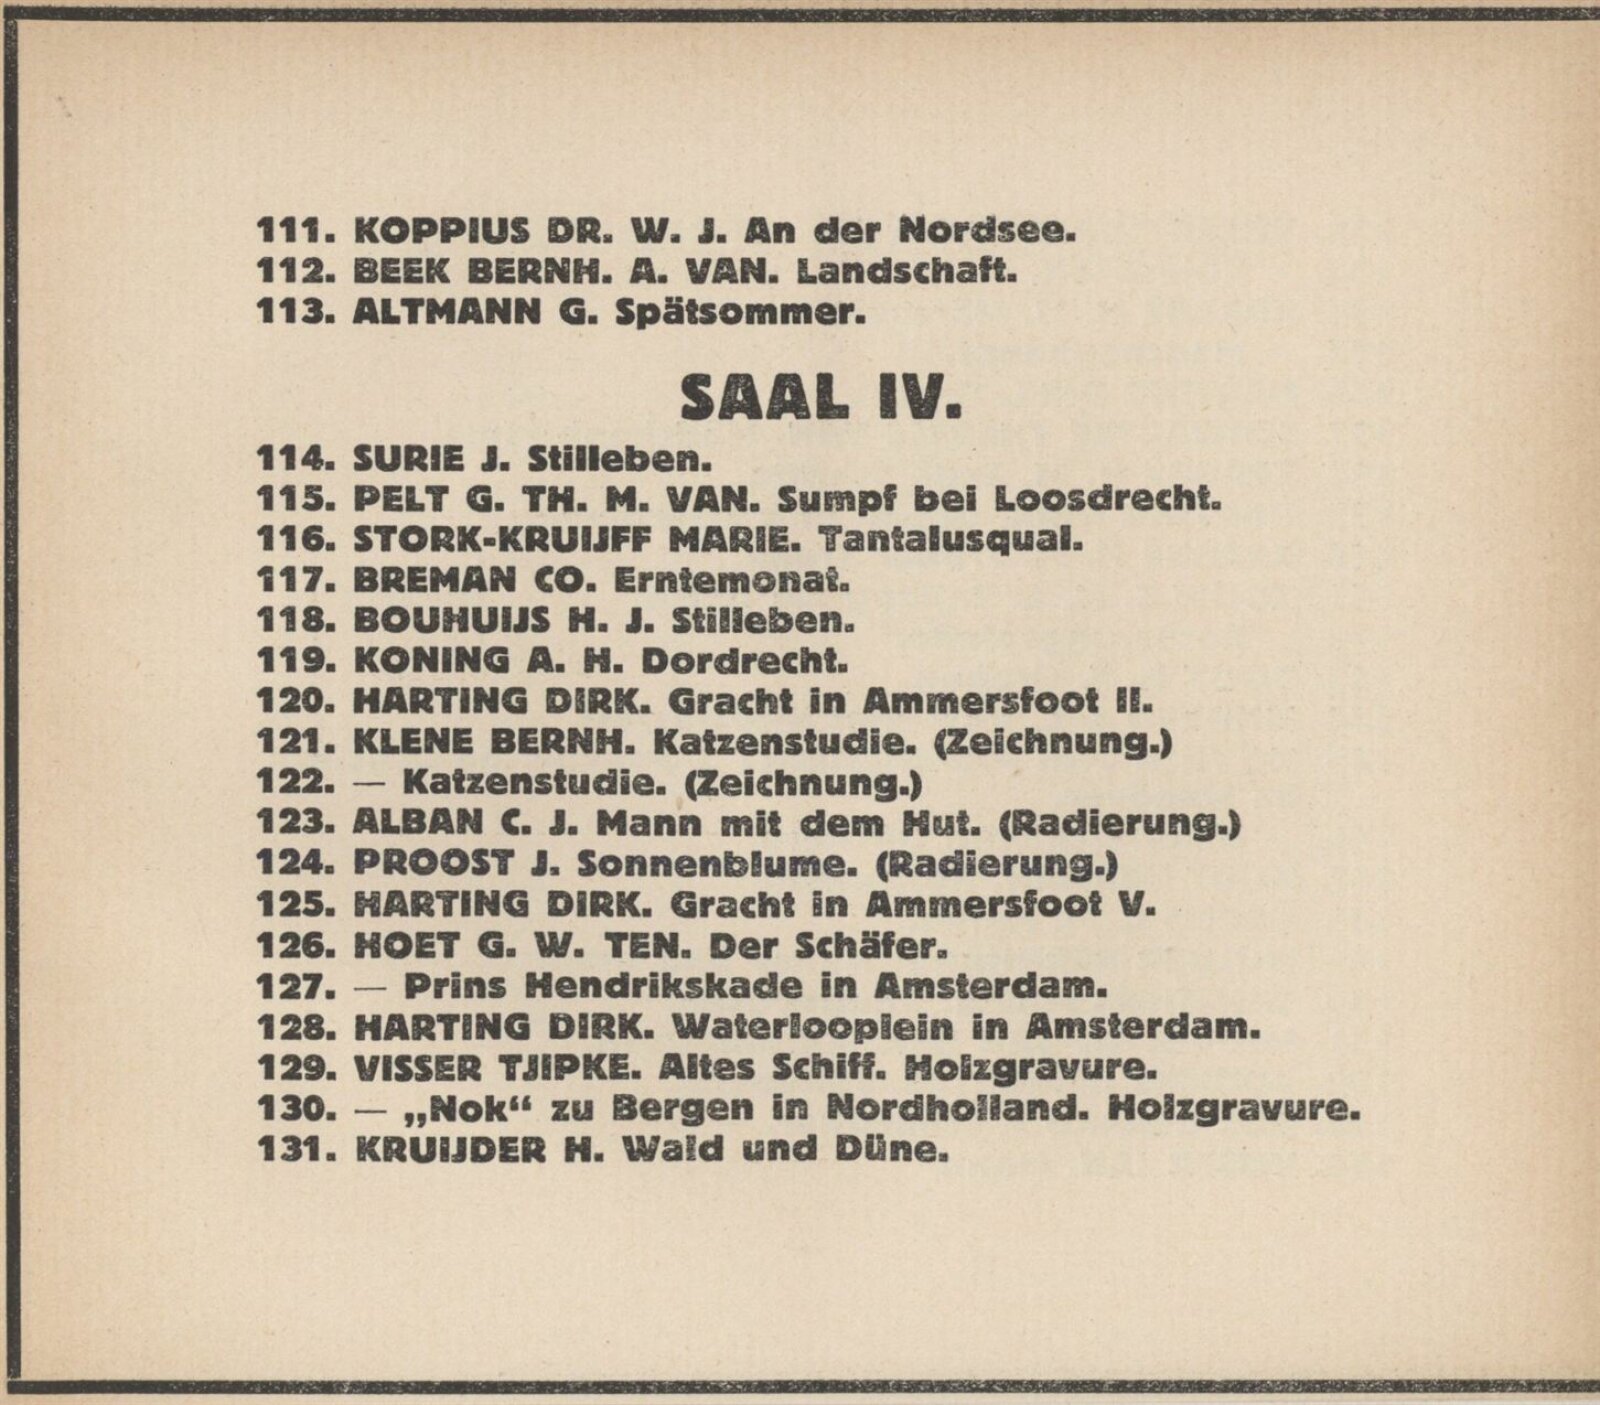 111. KOPPIUS DR. W. J. An der Nordsee.
112. BEEK BERNH. A. VAN. Landschaft.
113. ALTMANN G. Spätsommer.
SAAL IV.
114. SURIE J. Stilleben.
115. PELT G. TH. M. VAN. Sumpf bei Loosdrecht.
116. STORK-KRUIJFF MARIE. Tantalusqual.
117. BREMAN CO. Erntemonat.
118. BOUHUIJS H. J. Stilleben.
119. KONING A. H. Dordrecht.
120. HARTING DIRK. Gracht in Ammersfoot II.
121. KLENE BERNH. Katzenstudie. (Zeichnung.)
122. — Katzenstudie. (Zeichnung.)
123. ALBAN C. J. Mann mit dem Hut. (Radierung.)
124. PROOST J. Sonnenblume. (Radierung.)
125. HARTING DIRK. Gracht in Ammersfoot V.
126. HOET G. W. TEN. Der Schäfer.
127. — Prins Hendrikskade in Amsterdam.
128. HARTING DIRK. Waterlooplein in Amsterdam.
129. VISSER TJIPKE. Altes Schiff. Holzgravure.
130. — „Nok“ zu Bergen in Nordholland. Holzgravure.
131. KRUIJDER H. Wald und Düne.